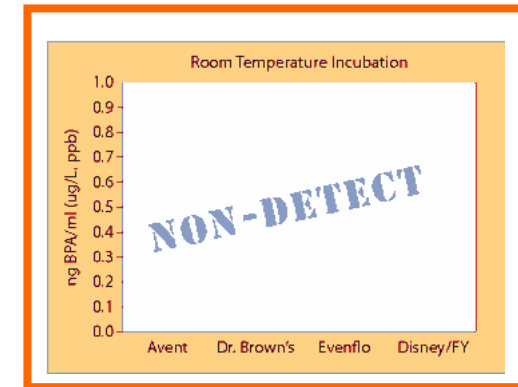 Room Temperature Incubation
ng BPA/ml (ug/L, ppb)
1.0
0.9
0.8
0.7
0.6
0.5
0.4
0.3
0.2
0.1
0.0
NON-DETECT
Avent Dr. Brown's Evenflo Disney/FY